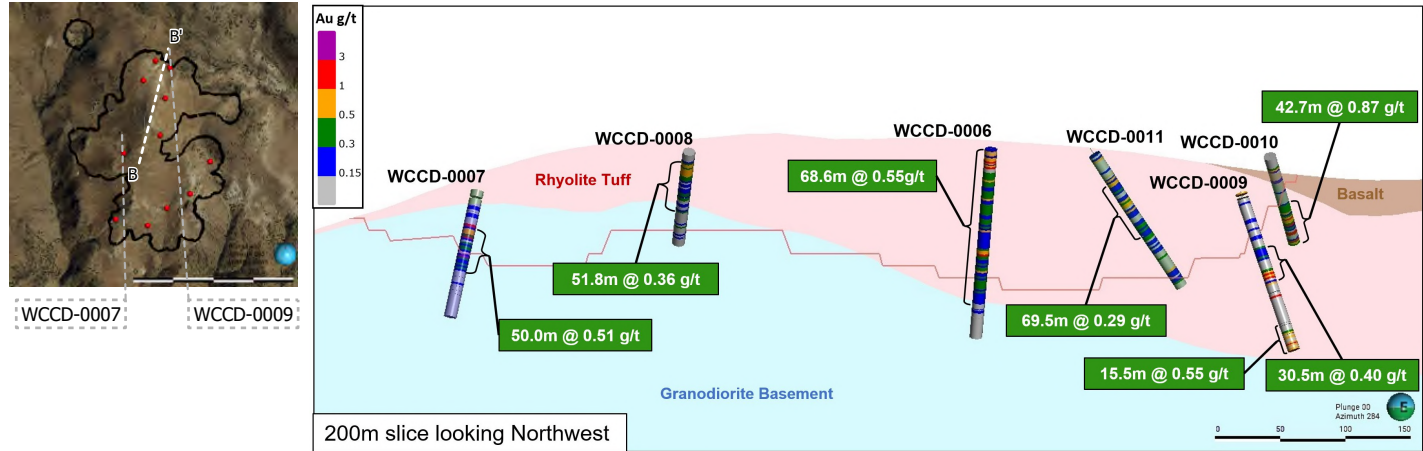 B'
B
WCCD-0007
WCCD-0009
Au g/t
3
1
0.5
0.3
0.15
WCCD-0007
WCCD-0008
WCCD-0006
WCCD-0011
WCCD-0010
WCCD-0009
42.7m @ 0.87 g/t
68.6m @ 0.55g/t
Rhyolite Tuff
Basalt
51.8m @ 0.36 g/t
69.5m @ 0.29 g/t
50.0m @ 0.51 g/t
15.5m @ 0.55 g/t
30.5m @ 0.40 g/t
Granodiorite Basement
Plunge 00
Azimuth 284
E
0 50 100 150
200m slice looking Northwest